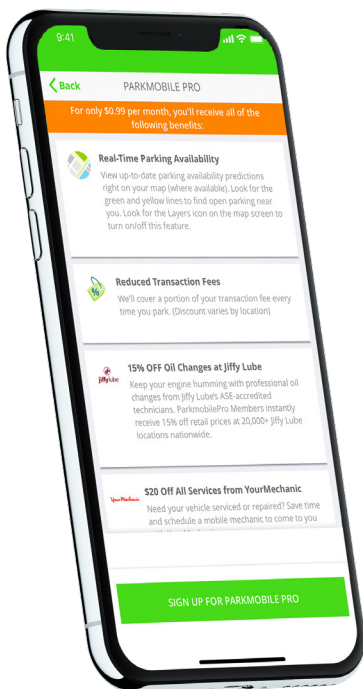 9:41
Back
PARKMOBILE PRO
For only $0.99 per month, you'll receive all of the
following benefits:
Real-Time Parking Availability
View up-to-date parking availability predictions
right on your map (where available). Look for the
green and yellow lines to find open parking near
you. Look for the Layers icon on the map screen to
turn on/off this feature.
%
Reduced Transaction Fees
We'll cover a portion of your transaction fee every
time you park. (Discount varies by location)
jiffylube
15% OFF Oil Changes at Jiffy Lube
Keep your engine humming with professional oil
changes from Jiffy Lube's ASE-accredited
technicians. ParkmobilePro Members instantly
receive 15% off retail prices at 20,000+ Jiffy Lube
locations nationwide.
YourMechanic
$20 Off All Services from YourMechanic
Need your vehicle serviced or repaired? Save time
and schedule a mobile mechanic to come to you
SIGN UP FOR PARKMOBILE PRO